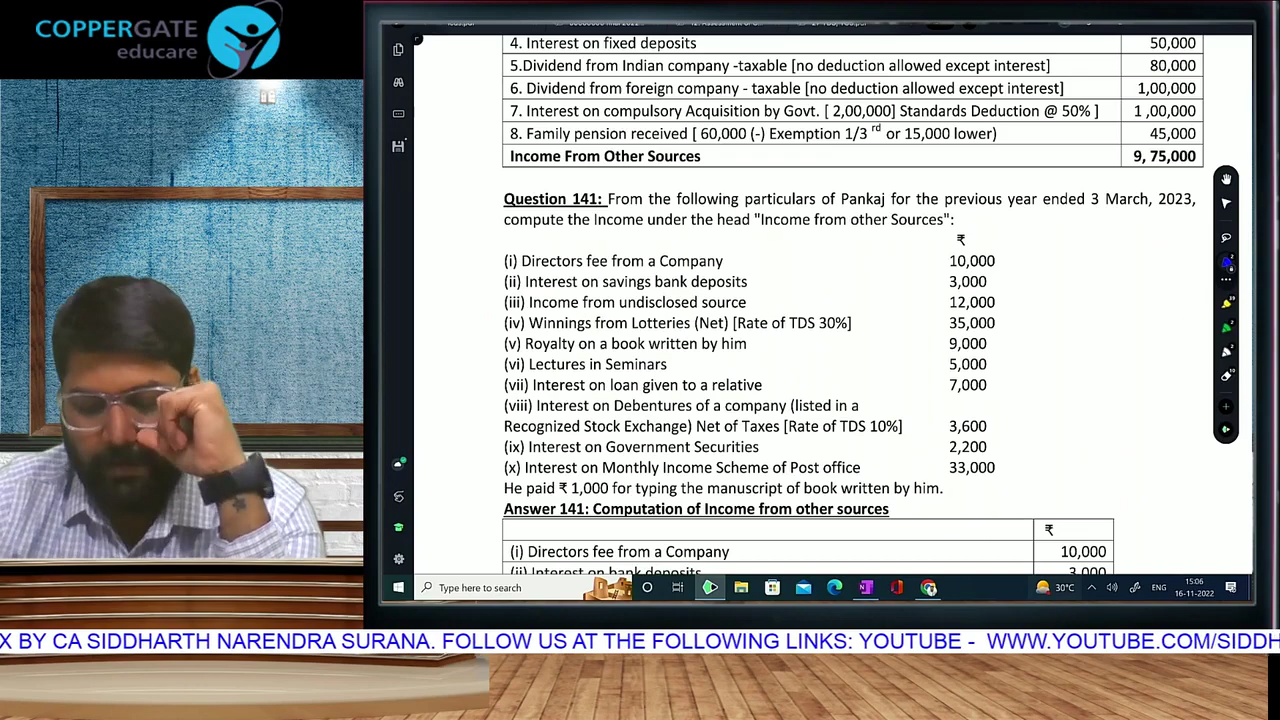 COPPERGATE
educare
4. Interest on fixed deposits 50,000
5.Dividend from Indian company -taxable [no deduction allowed except interest] 80,000
6. Dividend from foreign company - taxable [no deduction allowed except interest] 1,00,000
7. Interest on compulsory Acquisition by Govt. [ 2,00,000] Standards Deduction @ 50% ] 1 ,00,000
8. Family pension received [ 60,000 (-) Exemption 1/3 rd or 15,000 lower) 45,000
Income From Other Sources 9, 75,000
Question 141: From the following particulars of Pankaj for the previous year ended 3 March, 2023,
compute the Income under the head "Income from other Sources":
₹
(i) Directors fee from a Company 10,000
(ii) Interest on savings bank deposits 3,000
(iii) Income from undisclosed source 12,000
(iv) Winnings from Lotteries (Net) [Rate of TDS 30%] 35,000
(v) Royalty on a book written by him 9,000
(vi) Lectures in Seminars 5,000
(vii) Interest on loan given to a relative 7,000
(viii) Interest on Debentures of a company (listed in a
Recognized Stock Exchange) Net of Taxes [Rate of TDS 10%] 3,600
(ix) Interest on Government Securities 2,200
(x) Interest on Monthly Income Scheme of Post office 33,000
He paid ₹ 1,000 for typing the manuscript of book written by him.
Answer 141: Computation of Income from other sources
₹
(i) Directors fee from a Company 10,000
(ii) Interest on bank deposits 3,000
Type here to search
30°C
ENG
15:06
16-11-2022
X BY CA SIDDHARTH NARENDRA SURANA. FOLLOW US AT THE FOLLOWING LINKS: YOUTUBE - WWW.YOUTUBE.COM/SIDDH